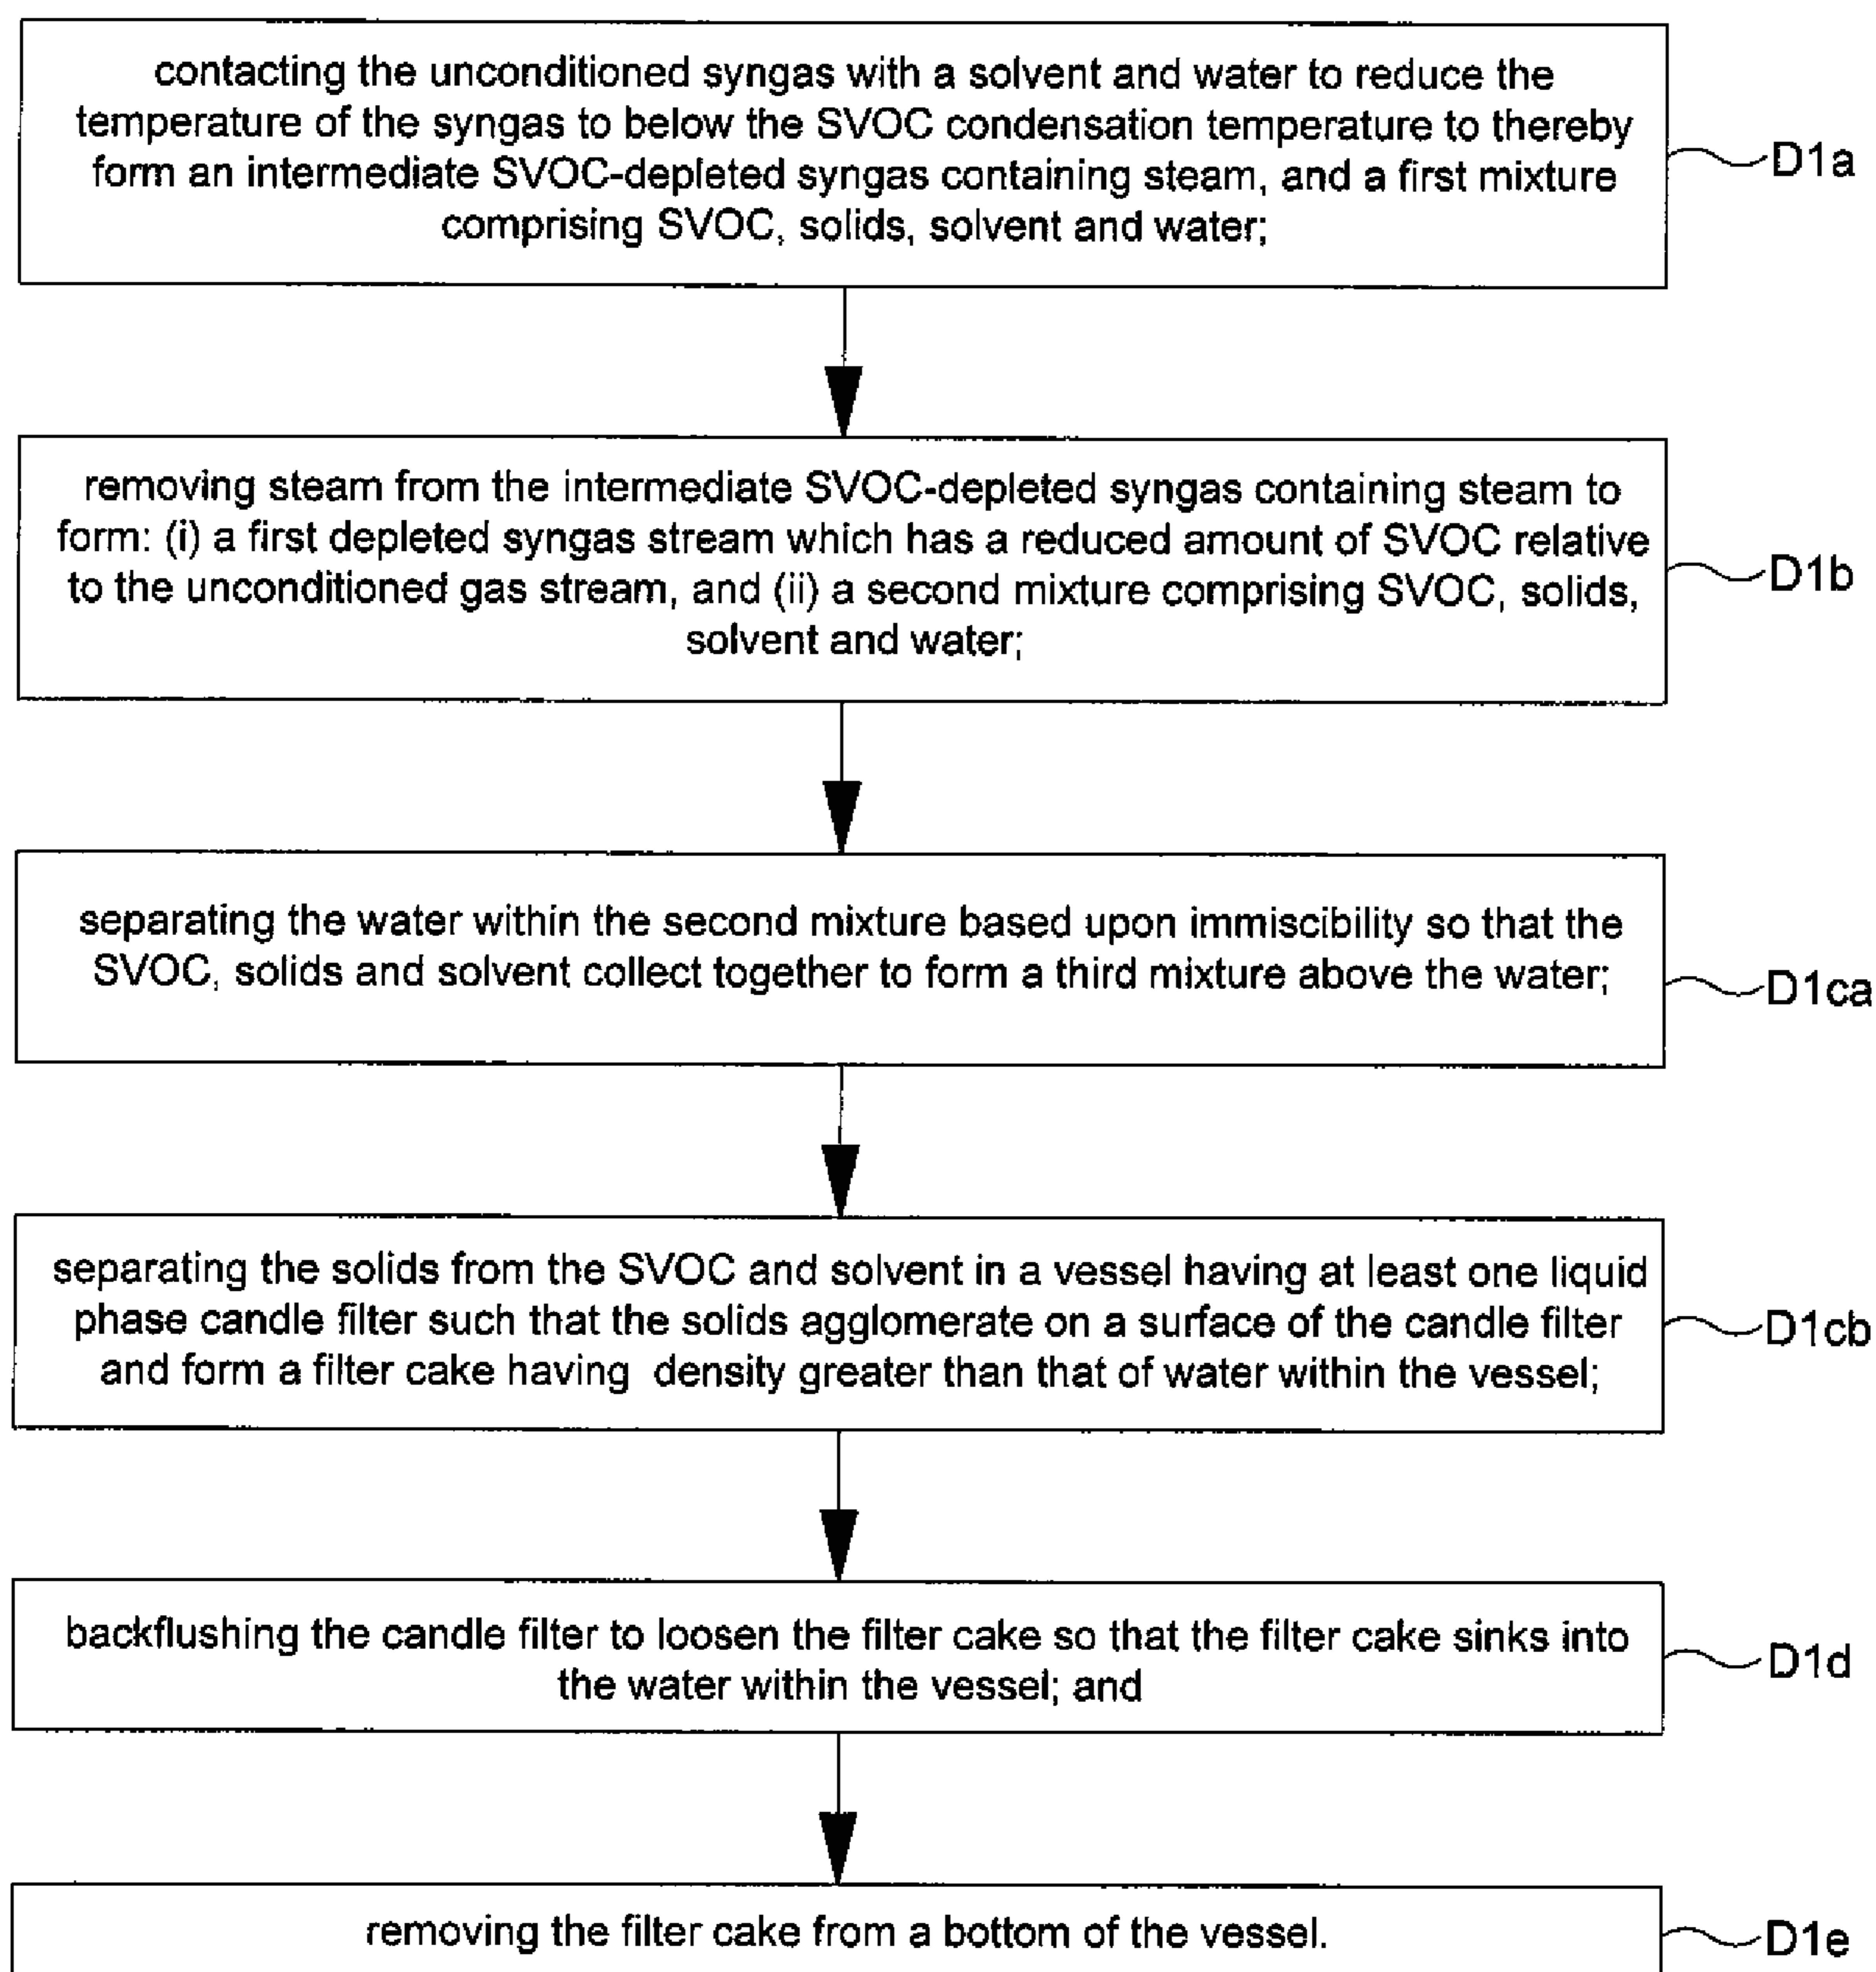 contacting the unconditioned syngas with a solvent and water to reduce the
temperature of the syngas to below the SVOC condensation temperature to thereby
form an intermediate SVOC-depleted syngas containing steam, and a first mixture
comprising SVOC, solids, solvent and water;
D1a
removing steam from the intermediate SVOC-depleted syngas containing steam to
form: (i) a first depleted syngas stream which has a reduced amount of SVOC relative
to the unconditioned gas stream, and (ii) a second mixture comprising SVOC, solids,
solvent and water;
D1b
separating the water within the second mixture based upon immiscibility so that the
SVOC, solids and solvent collect together to form a third mixture above the water;
D1ca
separating the solids from the SVOC and solvent in a vessel having at least one liquid
phase candle filter such that the solids agglomerate on a surface of the candle filter
and form a filter cake having density greater than that of water within the vessel;
D1cb
backflushing the candle filter to loosen the filter cake so that the filter cake sinks into
the water within the vessel; and
D1d
removing the filter cake from a bottom of the vessel.
D1e